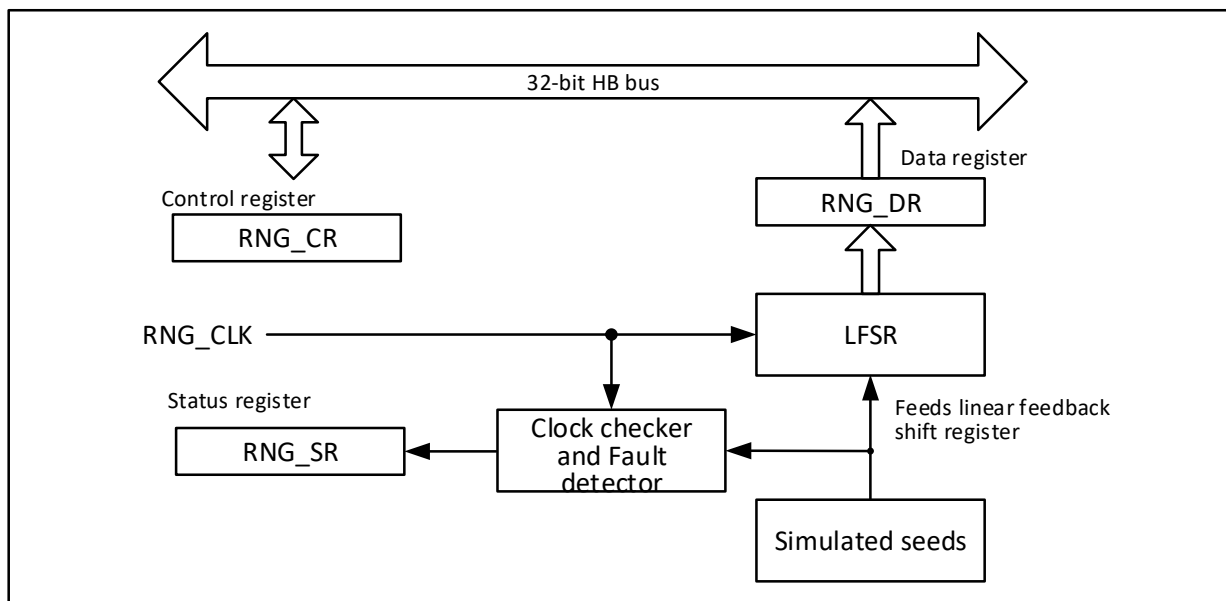 32-bit HB bus
Data register
Control register
RNG_DR
RNG_CR
RNG_CLK
LFSR
Status register
Feeds linear feedback
shift register
RNG_SR
Clock checker
and Fault
detector
Simulated seeds